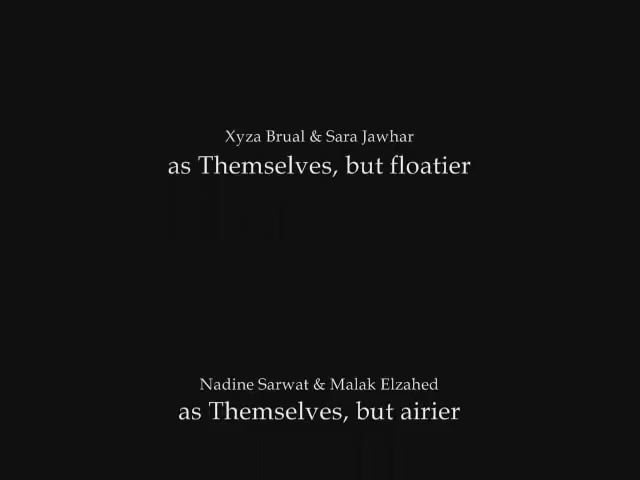 Xyza Brual & Sara Jawhar
as Themselves, but floatier
Nadine Sarwat & Malak Elzahed
as Themselves, but airier